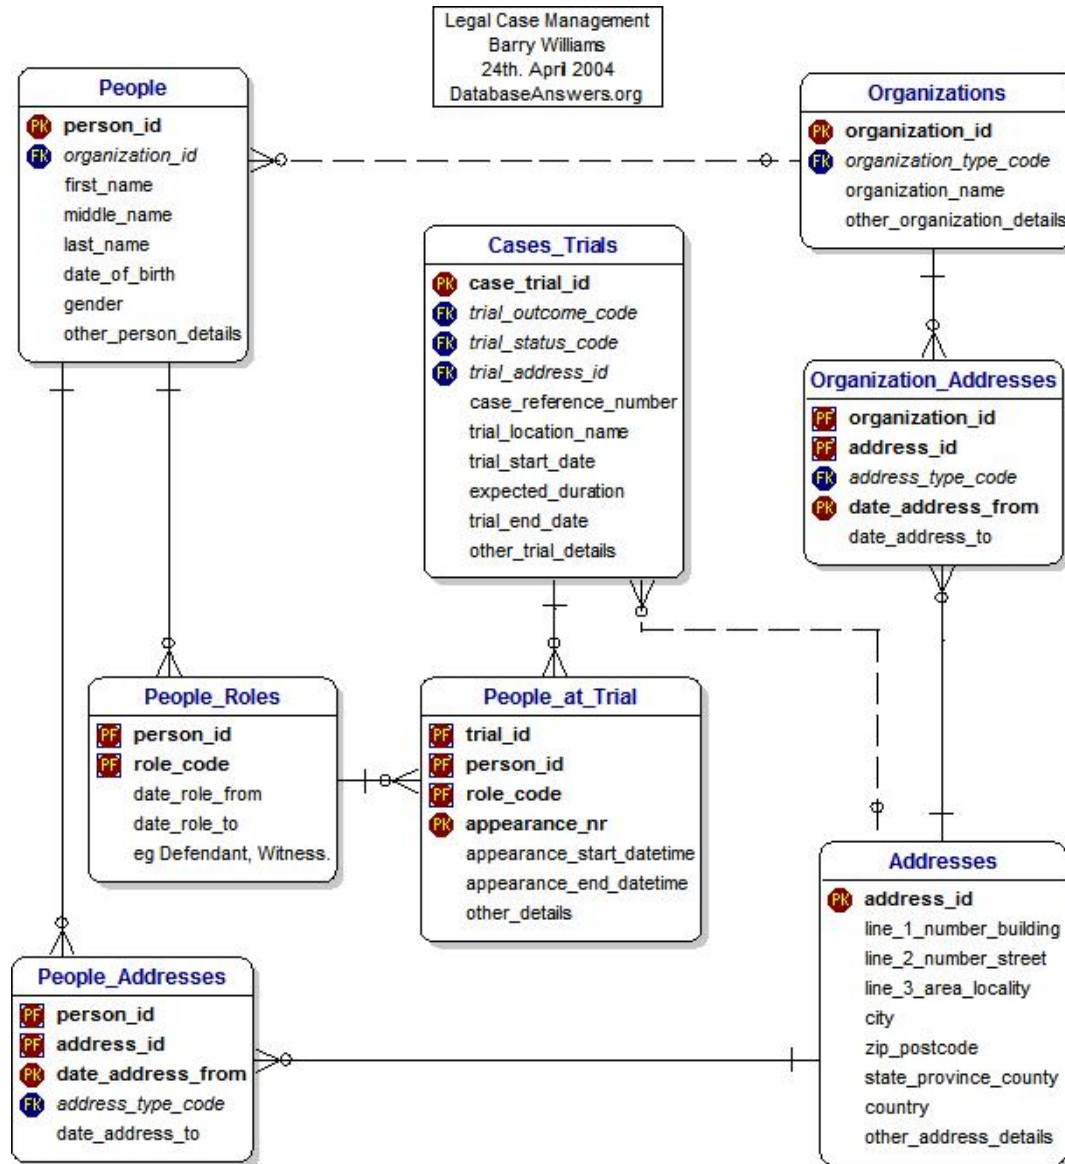 Legal Case Management
Barry Williams
24th. April 2004
DatabaseAnswers.org
People
PK person_id
FK organization_id
first_name
middle_name
last_name
date_of_birth
gender
other_person_details
Organizations
PK organization_id
FK organization_type_code
organization_name
other_organization_details
Cases_Trials
PK case_trial_id
FK trial_outcome_code
FK trial_status_code
FK trial_address_id
case_reference_number
trial_location_name
trial_start_date
expected_duration
trial_end_date
other_trial_details
Organization_Addresses
PF organization_id
PF address_id
FK address_type_code
PK date_address_from
date_address_to
People_Roles
PF person_id
PF role_code
date_role_from
date_role_to
eg Defendant, Witness.
People_at_Trial
PF trial_id
PF person_id
PF role_code
PK appearance_nr
appearance_start_datetime
appearance_end_datetime
other_details
Addresses
PK address_id
line_1_number_building
line_2_number_street
line_3_area_locality
city
zip_postcode
state_province_county
country
other_address_details
People_Addresses
PF person_id
PF address_id
PK date_address_from
FK address_type_code
date_address_to